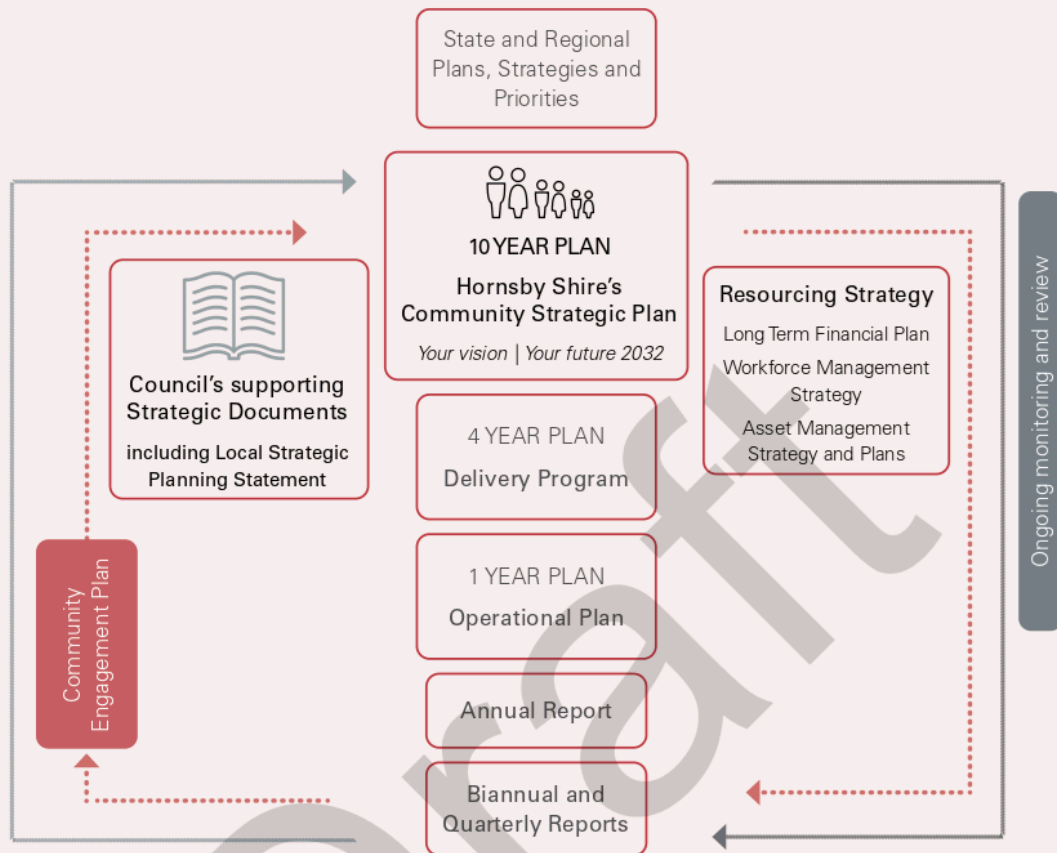 State and Regional
Plans, Strategies and
Priorities
10 YEAR PLAN
Hornsby Shire's
Community Strategic Plan
Your vision | Your future 2032
Council's supporting
Strategic Documents
including Local Strategic
Planning Statement
Resourcing Strategy
Long Term Financial Plan
Workforce Management
Strategy
Asset Management
Strategy and Plans
4 YEAR PLAN
Delivery Program
1 YEAR PLAN
Operational Plan
Annual Report
Biannual and
Quarterly Reports
Community
Engagement Plan
Ongoing monitoring and review
Draft